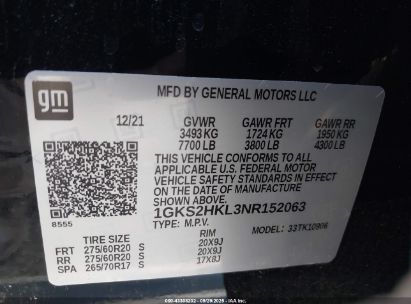 gm
MFD BY GENERAL MOTORS LLC
12/21 GVWR GAWR FRT GAWR RR
3493 KG 1724 KG 1950 KG
7700 LB 3800 LB 4300 LB
THIS VEHICLE CONFORMS TO ALL
APPLICABLE U.S. FEDERAL MOTOR
VEHICLE SAFETY STANDARDS IN
EFFECT ON THE DATE OF MANUFACTURE
SHOWN ABOVE.
1GKS2HKL3NR152063
8555
TYPE: M.P.V. MODEL: 33TK10906
TIRE SIZE RIM
FRT 275/60R20 S 20X9J
RR 275/60R20 S 20X9J
SPA 265/70R17 S 17X8J